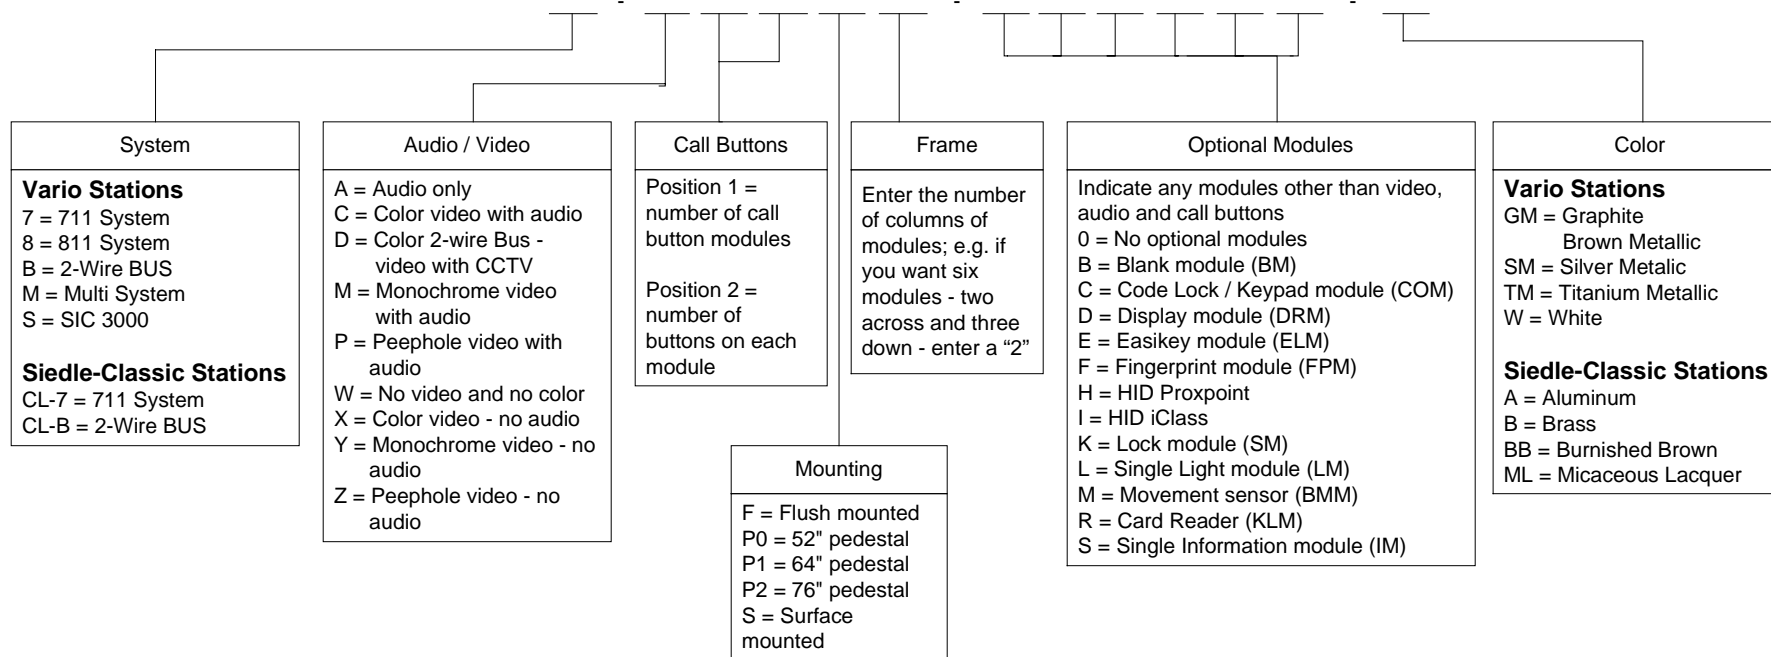 - - -
System
Vario Stations
7 = 711 System
8 = 811 System
B = 2-Wire BUS
M = Multi System
S = SIC 3000
Siedle-Classic Stations
CL-7 = 711 System
CL-B = 2-Wire BUS
Audio / Video
A = Audio only
C = Color video with audio
D = Color 2-wire Bus -
video with CCTV
M = Monochrome video
with audio
P = Peephole video with
audio
W = No video and no color
X = Color video - no audio
Y = Monochrome video - no
audio
Z = Peephole video - no
audio
Call Buttons
Position 1 =
number of call
button modules
Position 2 =
number of
buttons on each
module
Mounting
F = Flush mounted
P0 = 52" pedestal
P1 = 64" pedestal
P2 = 76" pedestal
S = Surface
mounted
Frame
Enter the number
of columns of
modules; e.g. if
you want six
modules - two
across and three
down - enter a “2”
Optional Modules
Indicate any modules other than video,
audio and call buttons
0 = No optional modules
B = Blank module (BM)
C = Code Lock / Keypad module (COM)
D = Display module (DRM)
E = Easikey module (ELM)
F = Fingerprint module (FPM)
H = HID Proxpoint
I = HID iClass
K = Lock module (SM)
L = Single Light module (LM)
M = Movement sensor (BMM)
R = Card Reader (KLM)
S = Single Information module (IM)
Color
Vario Stations
GM = Graphite
Brown Metallic
SM = Silver Metalic
TM = Titanium Metallic
W = White
Siedle-Classic Stations
A = Aluminum
B = Brass
BB = Burnished Brown
ML = Micaceous Lacquer